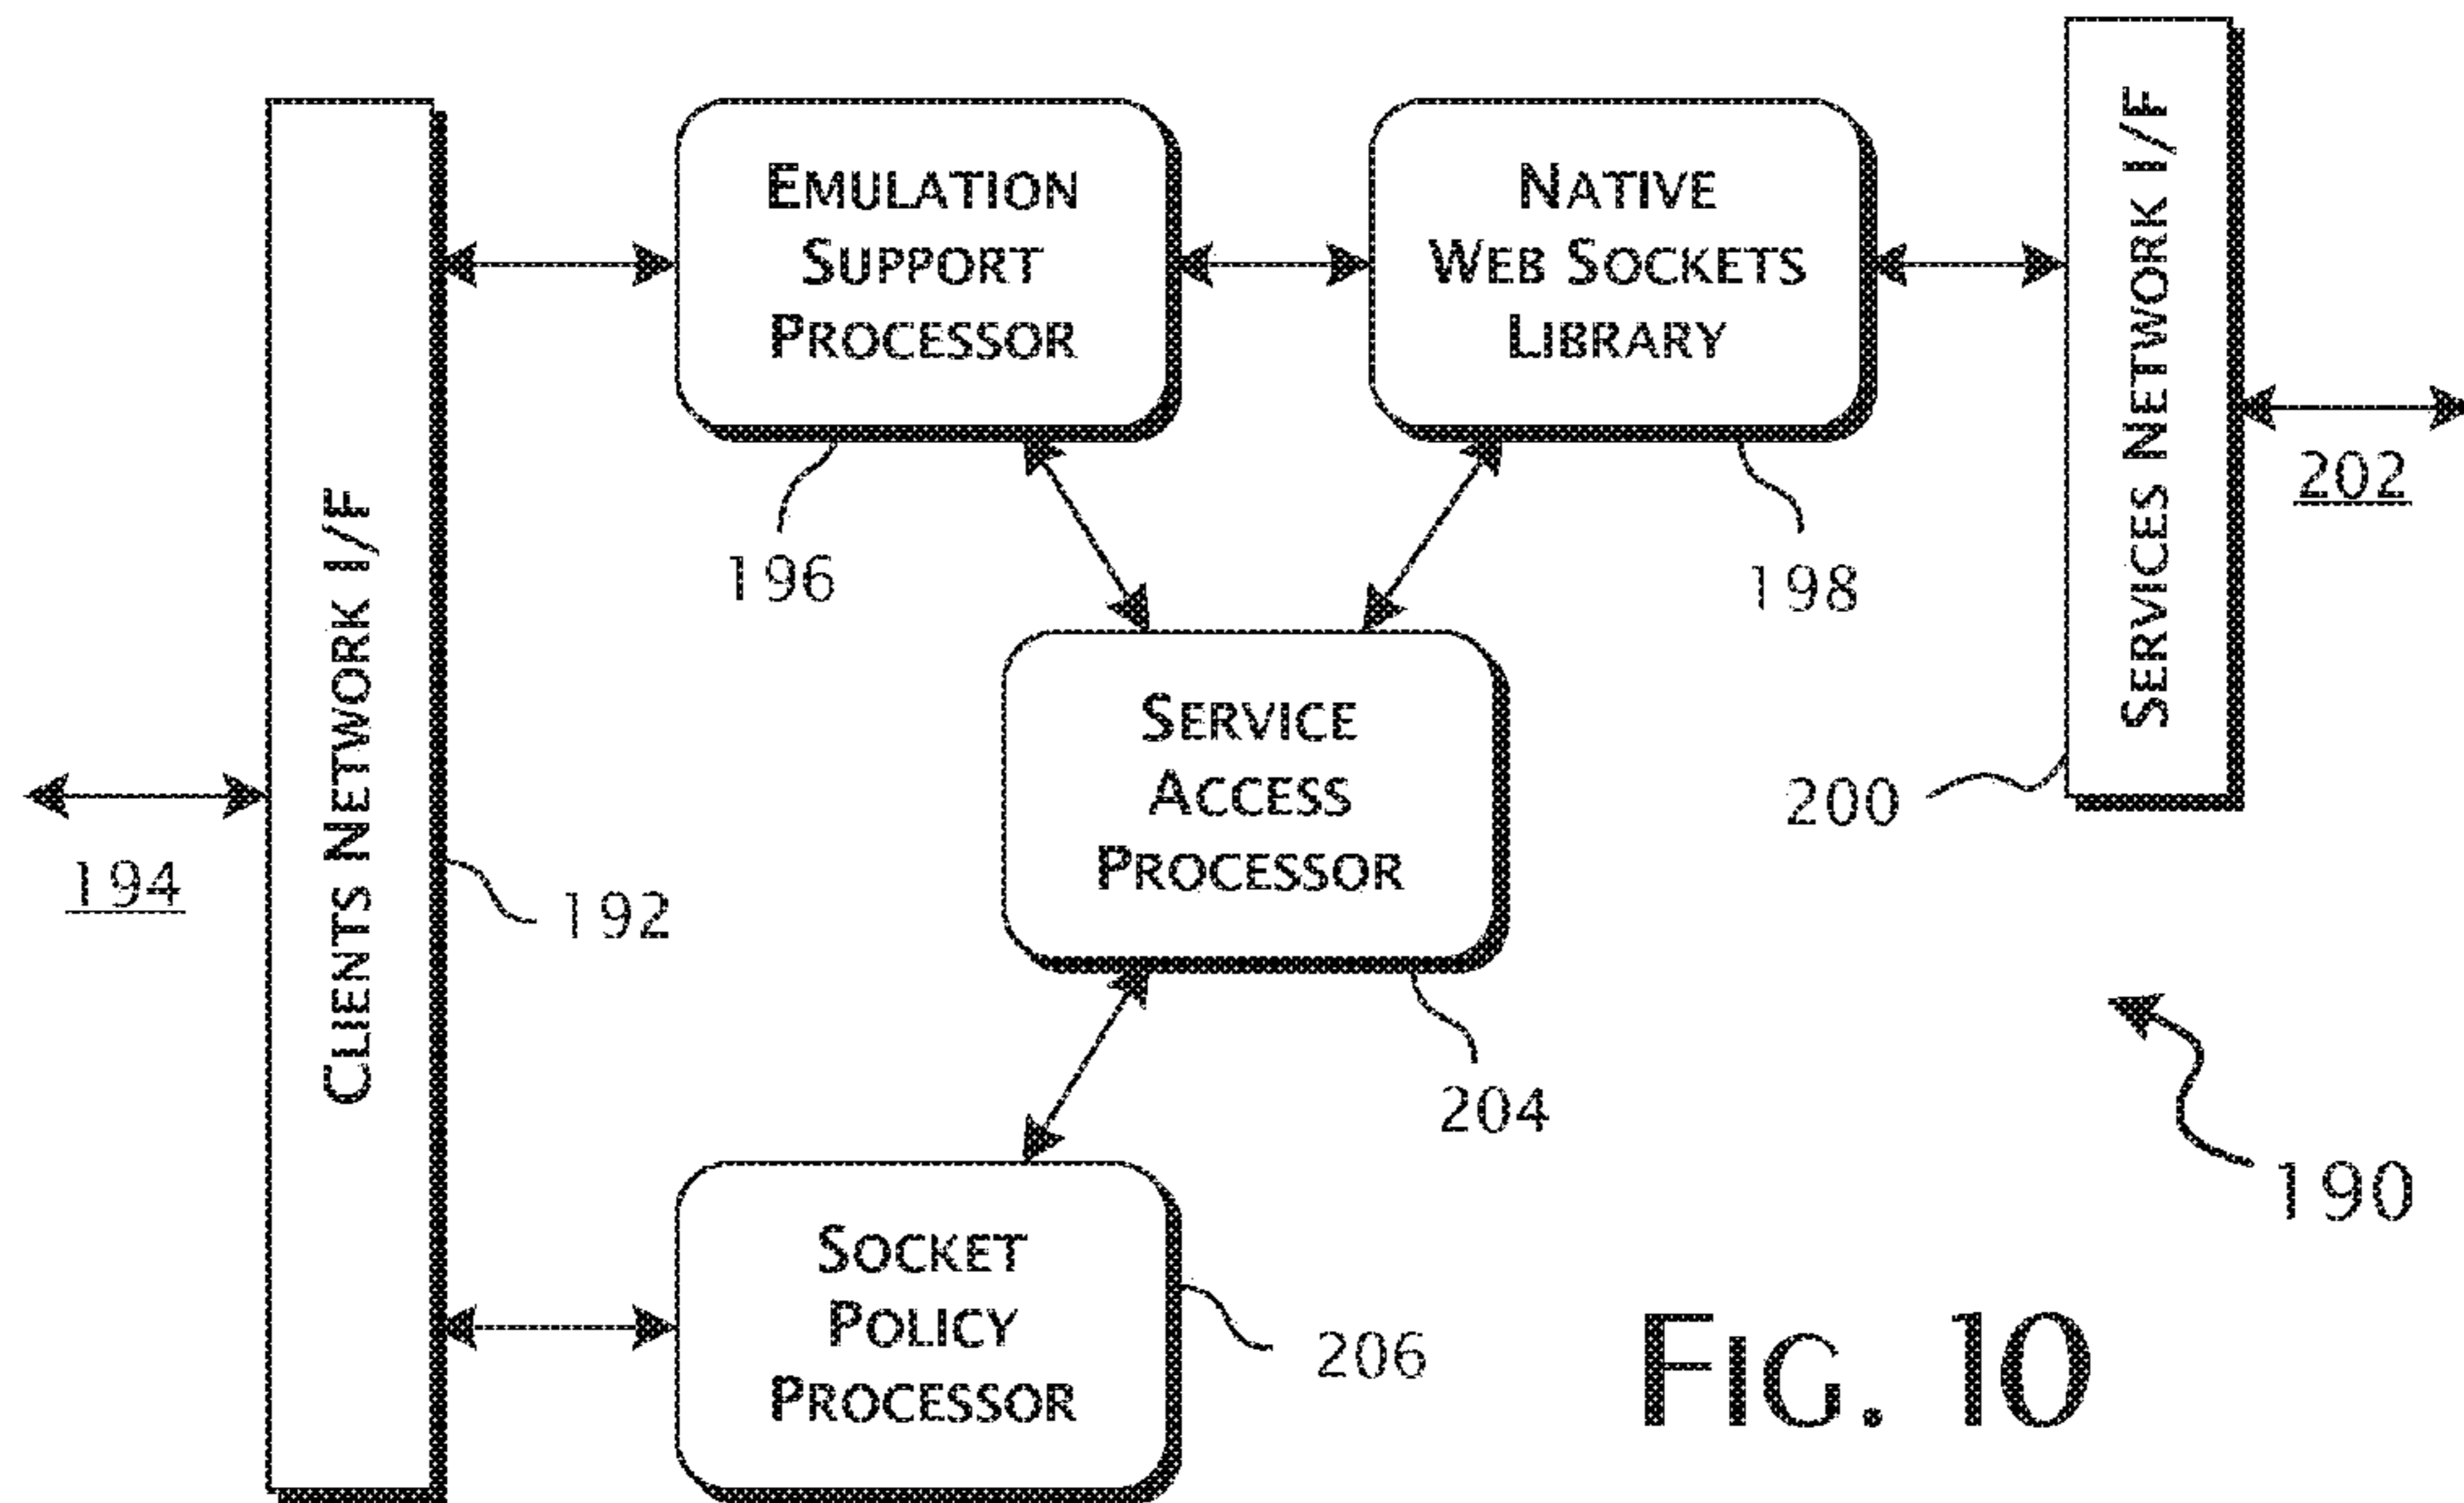 EMULATION
SUPPORT
PROCESSOR
196
NATIVE
WEB SOCKETS
LIBRARY
198
SERVICES NETWORK I/F
200
202
CLIENTS NETWORK I/F
192
194
SERVICE
ACCESS
PROCESSOR
204
SOCKET
POLICY
PROCESSOR
206
190
FIG. 10